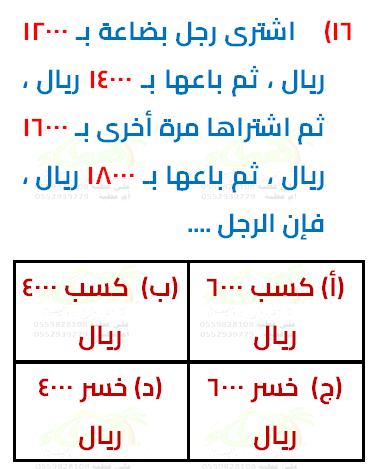 ١٦) اشترى رجل بضاعة بـ ١٢٠٠٠
ريال ، ثم باعها بـ ١٤٠٠٠ ريال ،
ثم اشتراها مرة أخرى بـ ١٦٠٠٠
ريال ، ثم باعها بـ ١٨٠٠٠ ريال ،
فإن الرجل ....
(أ) كسب ٦٠٠٠ ريال
(ب) كسب ٤٠٠٠ ريال
(ج) خسر ٦٠٠٠ ريال
(د) خسر ٤٠٠٠ ريال
0559828108
0552939779